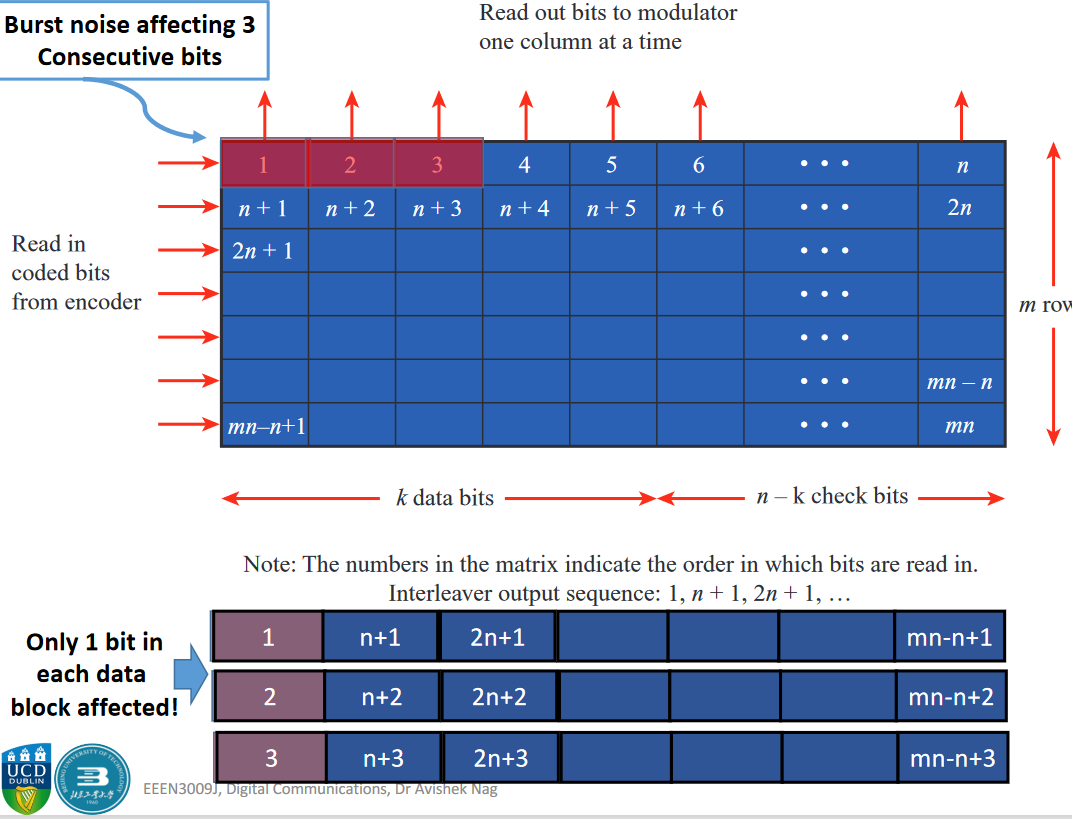 Burst noise affecting 3
Consecutive bits
Read out bits to modulator
one column at a time
1 2 3 4 5 6 • • • n
n + 1 n + 2 n + 3 n + 4 n + 5 n + 6 • • • 2n
2n + 1 • • •
• • •
• • •
• • • mn – n
mn–n+1 • • • mn
Read in
coded bits
from encoder
m row
k data bits
n – k check bits
Note: The numbers in the matrix indicate the order in which bits are read in.
Interleaver output sequence: 1, n + 1, 2n + 1, …
Only 1 bit in
each data
block affected!
1 n+1 2n+1 mn-n+1
2 n+2 2n+2 mn-n+2
3 n+3 2n+3 mn-n+3
UCD
DUBLIN
BEIJING UNIVERSITY OF TECHNOLOGY
1960
EEEN3009J, Digital Communications, Dr Avishek Nag